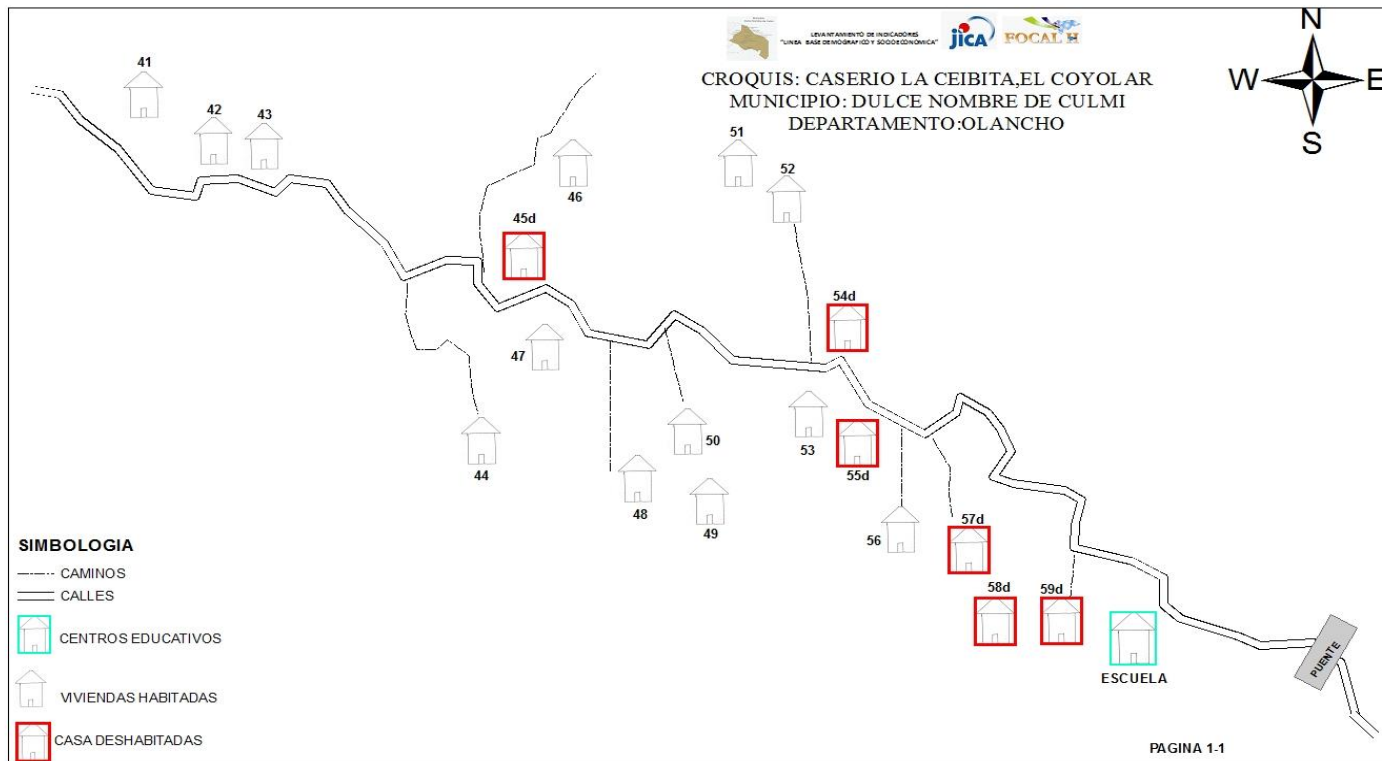 LEVANTAMIENTO DE INDICADORES
"LINEA BASE DEMOGRAFICO Y SOCIOECONOMICA"
jICA
FOCAL H
CROQUIS: CASERIO LA CEIBITA,EL COYOLAR
MUNICIPIO: DULCE NOMBRE DE CULMI
DEPARTAMENTO:OLANCHO
N
W
E
S
41
42
43
46
51
52
45d
54d
47
44
50
53
55d
48
49
56
57d
58d
59d
ESCUELA
PUENTE
SIMBOLOGIA
CAMINOS
CALLES
CENTROS EDUCATIVOS
VIVIENDAS HABITADAS
CASA DESHABITADAS
PAGINA 1-1